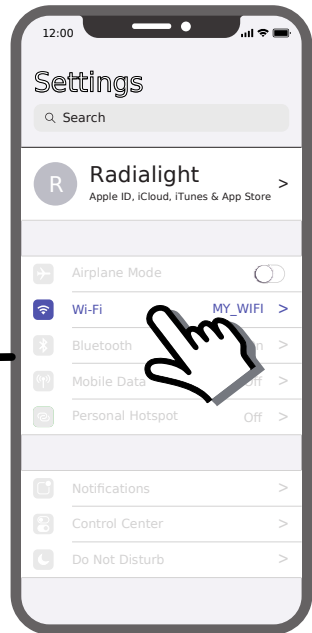 12:00
Settings
Search
R
Radialight
>
Apple ID, iCloud, iTunes & App Store
Airplane Mode
Wi-Fi MY_WIFI >
Bluetooth >
Mobile Data Off >
Personal Hotspot Off >
Notifications >
Control Center >
Do Not Disturb >